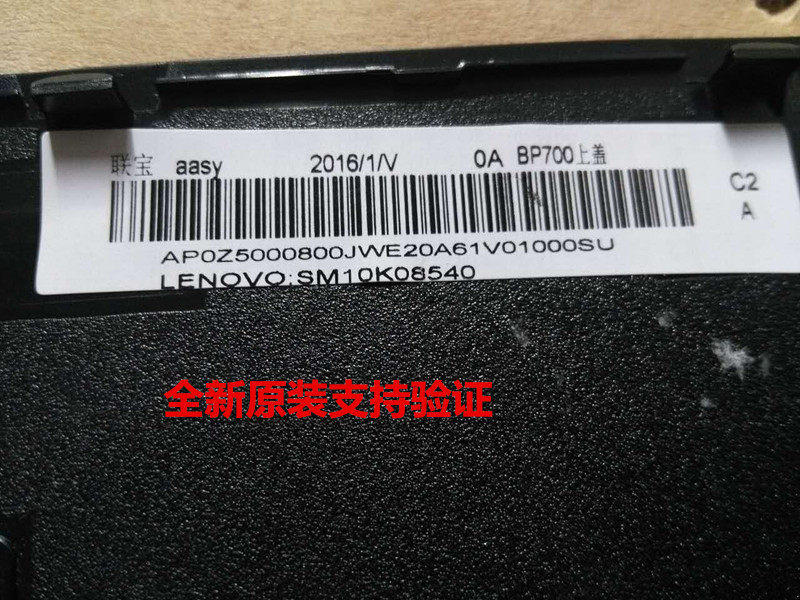 联宝 aasy 2016/1/V 0A BP700上盖
C2
A
AP0Z5000800JWE20A61V01000SU
LENOVO:SM10K08540
全新原装支持验证